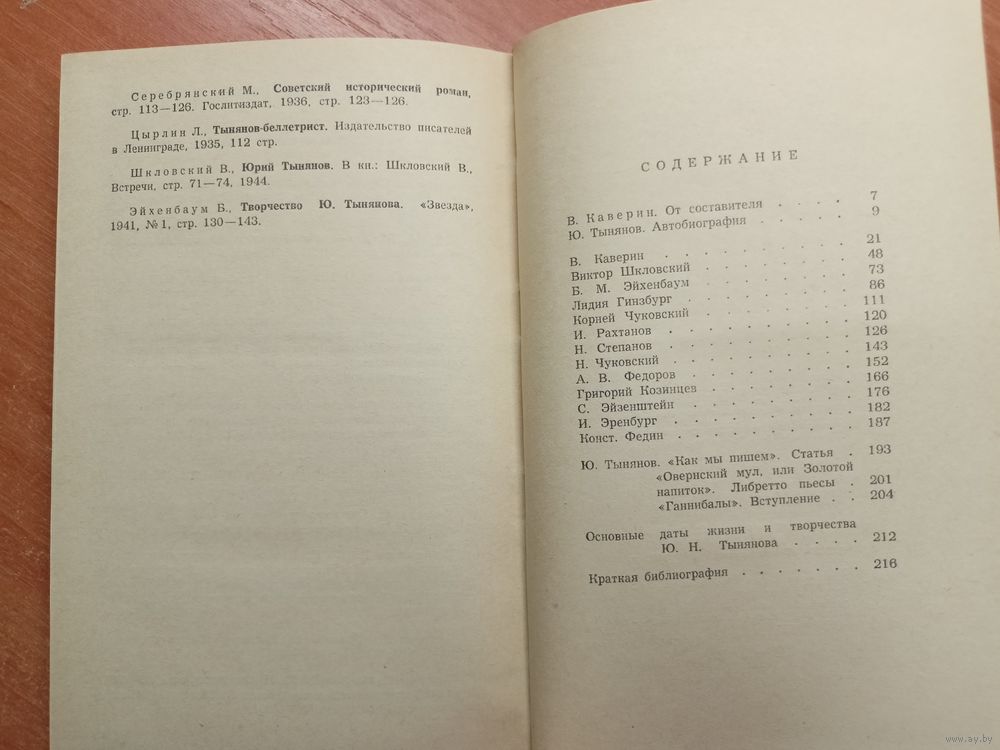 Серебрянский М., Советский исторический роман,
стр. 113—126. Гослитиздат, 1936, стр. 123—126.
Цырлин Л., Тынянов-беллетрист. Издательство писателей
в Ленинграде, 1935, 112 стр.
Шкловский В., Юрий Тынянов. В кн.: Шкловский В.,
Встречи, стр. 71—74, 1944.
Эйхенбаум Б., Творчество Ю. Тынянова. «Звезда»,
1941, № 1, стр. 130—143.
СОДЕРЖАНИЕ
В. Каверин. От составителя . . . . 7
Ю. Тынянов. Автобиография . . . . 9
В. Каверин . . . . . . . . 21
Виктор Шкловский . . . . . . 48
Б. М. Эйхенбаум . . . . . . 73
Лидия Гинзбург . . . . . . . 86
Корней Чуковский . . . . . . 111
И. Рахтанов . . . . . . . . 120
Н. Степанов . . . . . . . . 126
Н. Чуковский . . . . . . . . 143
А. В. Федоров . . . . . . . 152
Григорий Козинцев . . . . . . 166
С. Эйзенштейн . . . . . . . 176
И. Эренбург . . . . . . . . 182
Конст. Федин . . . . . . . . 187
Ю. Тынянов. «Как мы пишем». Статья . 193
«Овернский мул, или Золотой
напиток». Либретто пьесы . 201
«Ганнибалы». Вступление . . 204
Основные даты жизни и творчества
Ю. Н. Тынянова . . . . 212
Краткая библиография . . . . . . . 216
www.ay.by